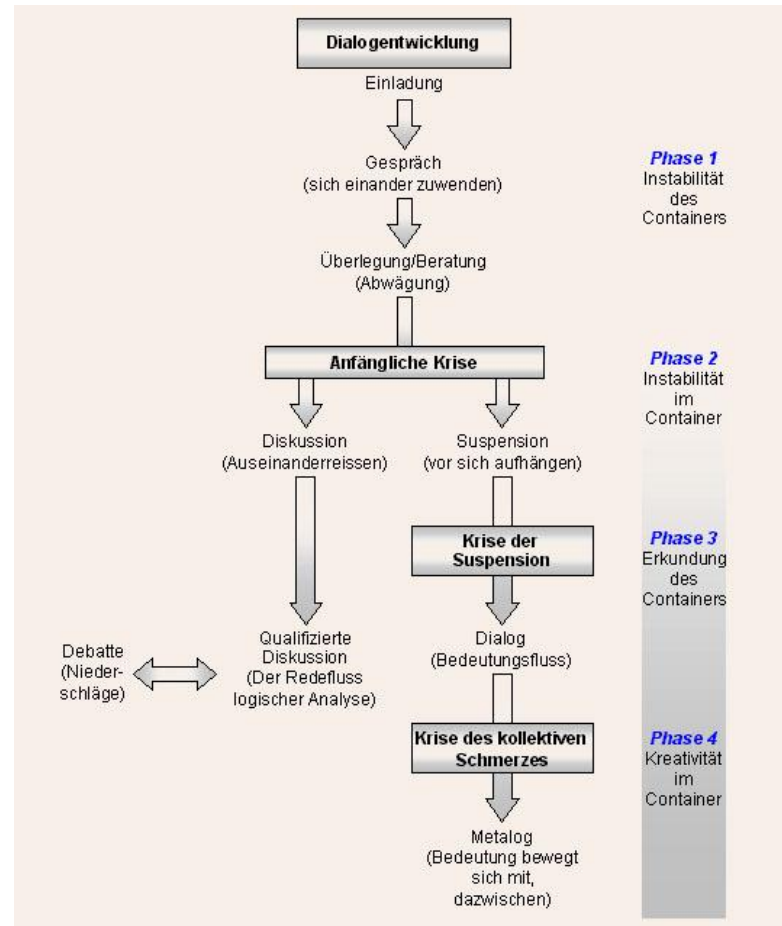 Dialogentwicklung
Einladung
Gespräch
(sich einander zuwenden)
Phase 1
Instabilität
des
Containers
Überlegung/Beratung
(Abwägung)
Anfängliche Krise
Phase 2
Instabilität
im
Container
Diskussion
(Auseinanderreissen)
Suspension
(vor sich aufhängen)
Krise der
Suspension
Phase 3
Erkundung
des
Containers
Debatte
(Nieder-
schläge)
Qualifizierte
Diskussion
(Der Redefluss
logischer Analyse)
Dialog
(Bedeutungsfluss)
Krise des kollektiven
Schmerzes
Phase 4
Kreativität
im
Container
Metalog
(Bedeutung bewegt
sich mit,
dazwischen)